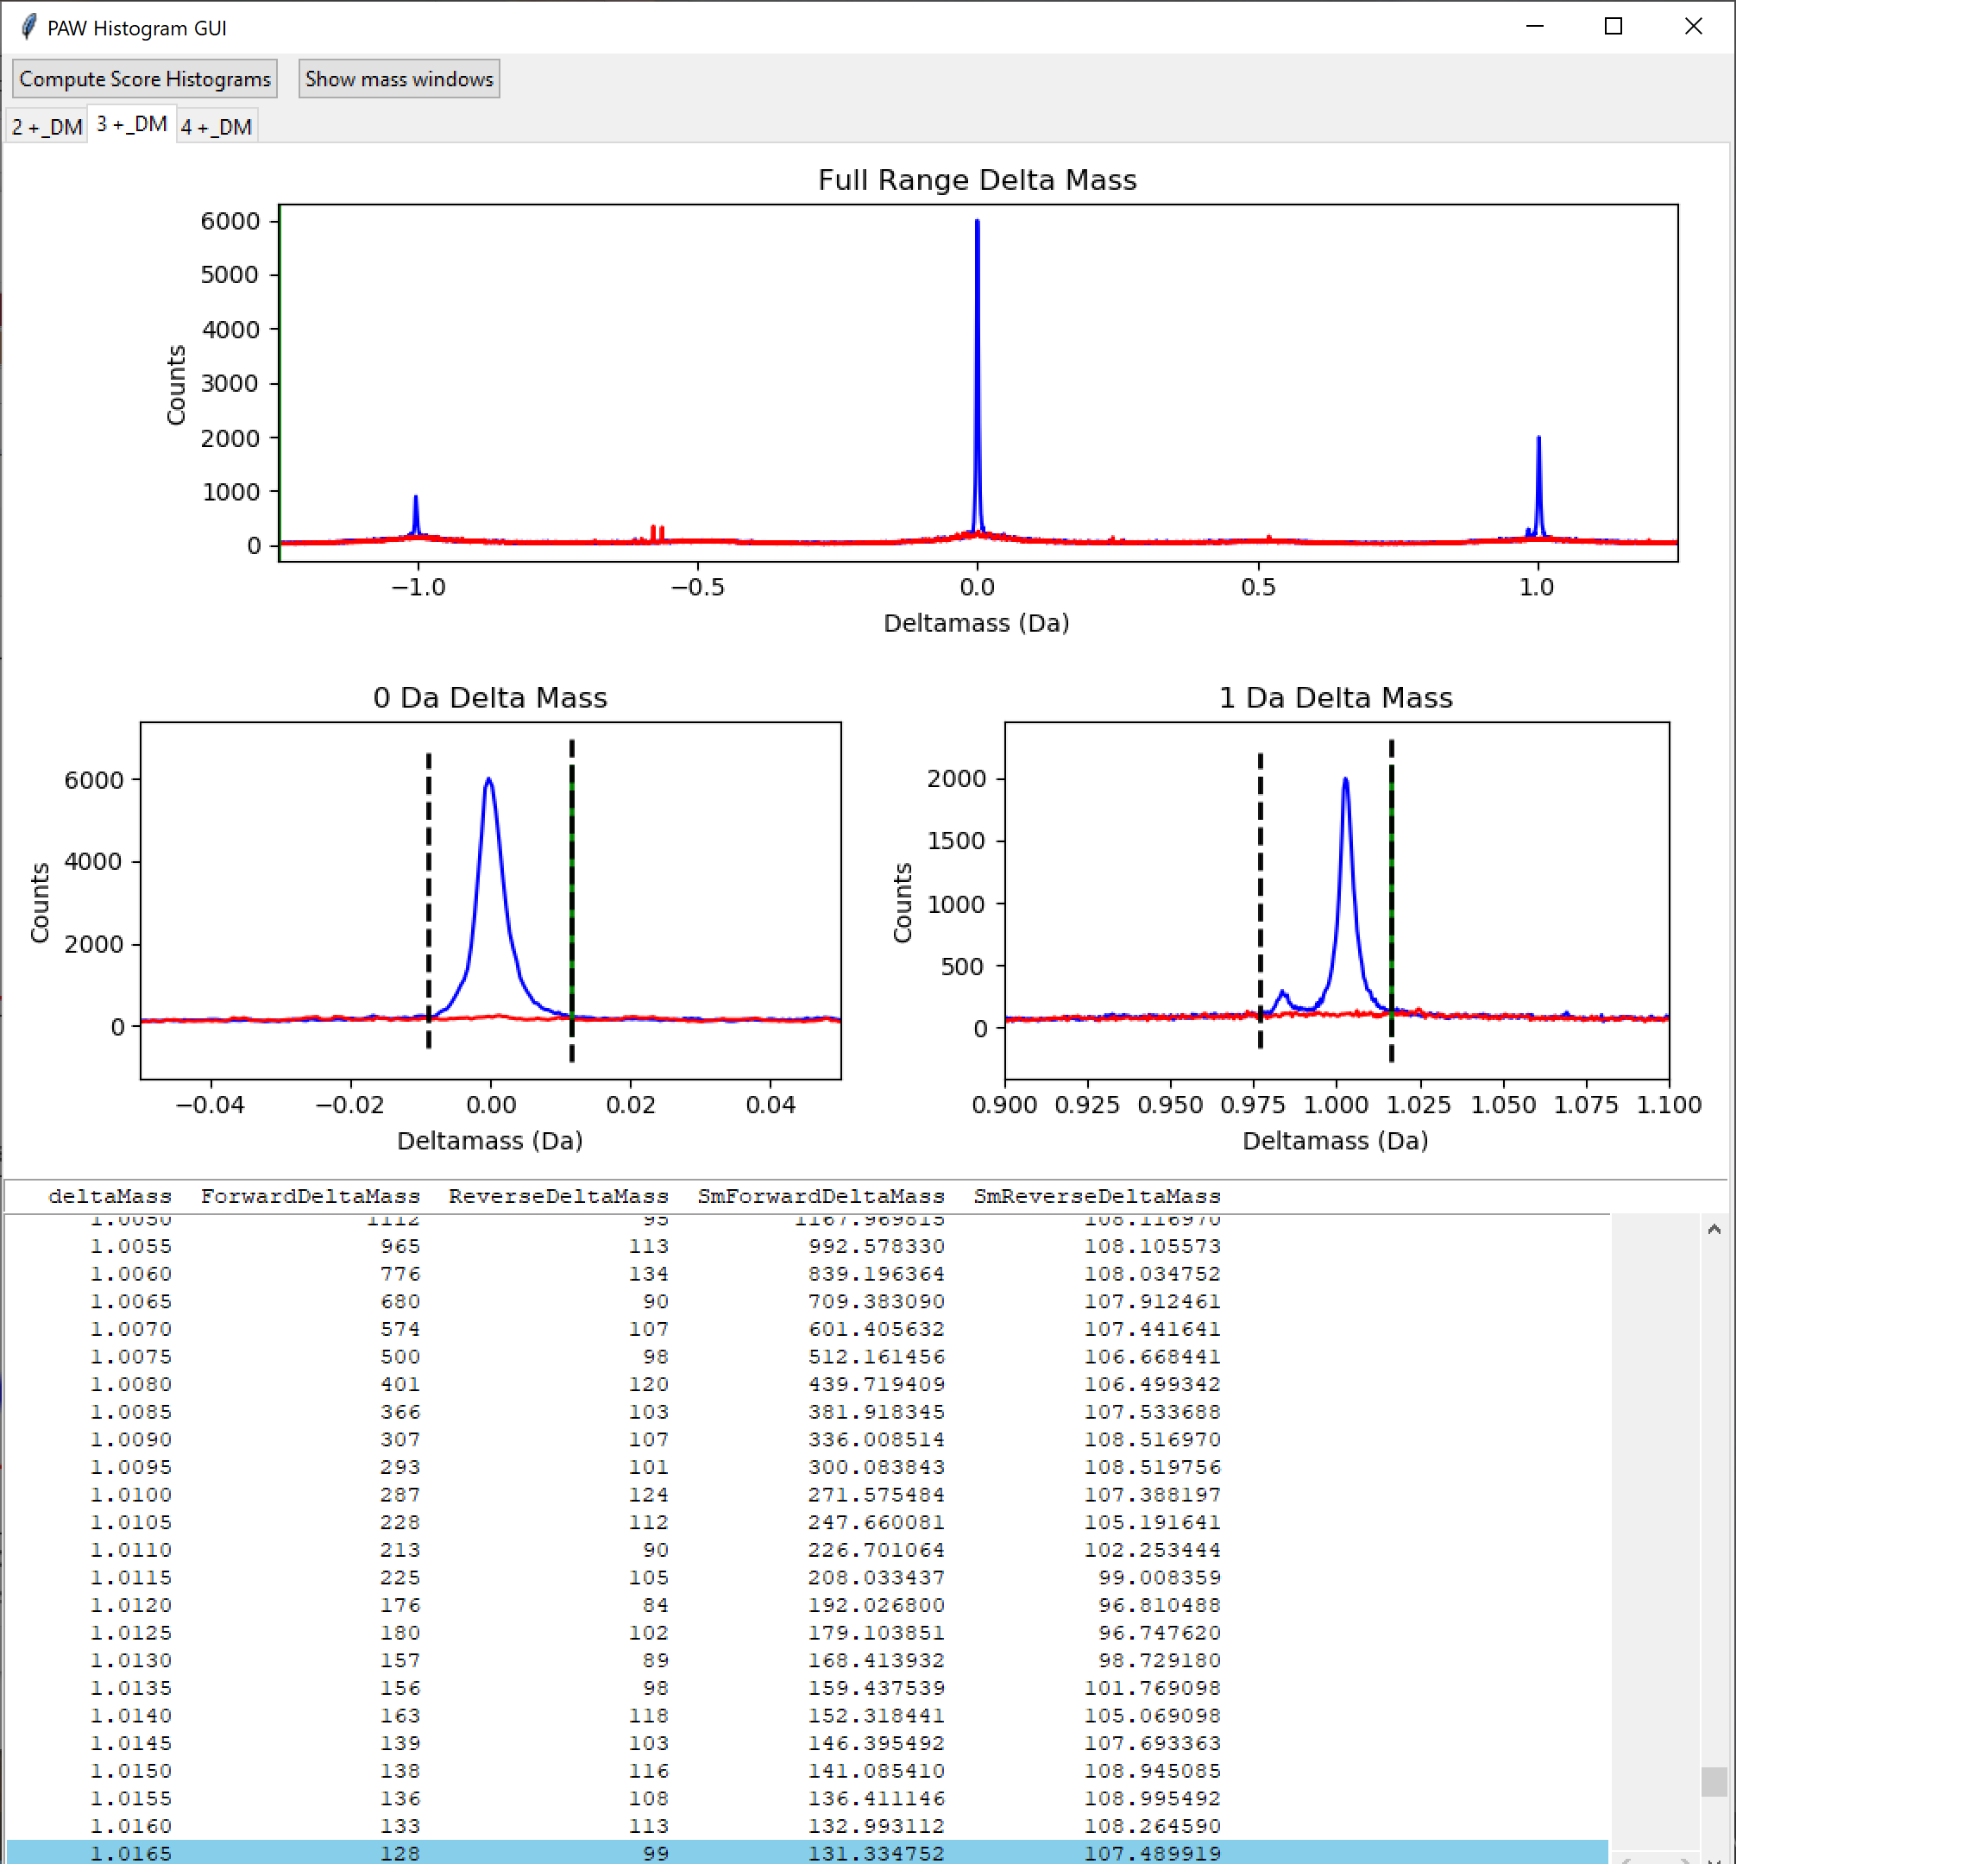 PAW Histogram GUI
Compute Score Histograms Show mass windows
2 +_DM 3 +_DM 4 +_DM
Full Range Delta Mass
6000
5000
4000
3000
2000
1000
0
Counts
−1.0 −0.5 0.0 0.5 1.0
Deltamass (Da)
0 Da Delta Mass
6000
4000
2000
0
Counts
−0.04 −0.02 0.00 0.02 0.04
Deltamass (Da)
1 Da Delta Mass
2000
1500
1000
500
0
Counts
0.900 0.925 0.950 0.975 1.000 1.025 1.050 1.075 1.100
Deltamass (Da)
deltaMass ForwardDeltaMass ReverseDeltaMass SmForwardDeltaMass SmReverseDeltaMass
1.0050 1112 95 1167.969815 108.116970
1.0055 965 113 992.578330 108.105573
1.0060 776 134 839.196364 108.034752
1.0065 680 90 709.383090 107.912461
1.0070 574 107 601.405632 107.441641
1.0075 500 98 512.161456 106.668441
1.0080 401 120 439.719409 106.499342
1.0085 366 103 381.918345 107.533688
1.0090 307 107 336.008514 108.516970
1.0095 293 101 300.083843 108.519756
1.0100 287 124 271.575484 107.388197
1.0105 228 112 247.660081 105.191641
1.0110 213 90 226.701064 102.253444
1.0115 225 105 208.033437 99.008359
1.0120 176 84 192.026800 96.810488
1.0125 180 102 179.103851 96.747620
1.0130 157 89 168.413932 98.729180
1.0135 156 98 159.437539 101.769098
1.0140 163 118 152.318441 105.069098
1.0145 139 103 146.395492 107.693363
1.0150 138 116 141.085410 108.945085
1.0155 136 108 136.411146 108.995492
1.0160 133 113 132.993112 108.264590
1.0165 128 99 131.334752 107.489919